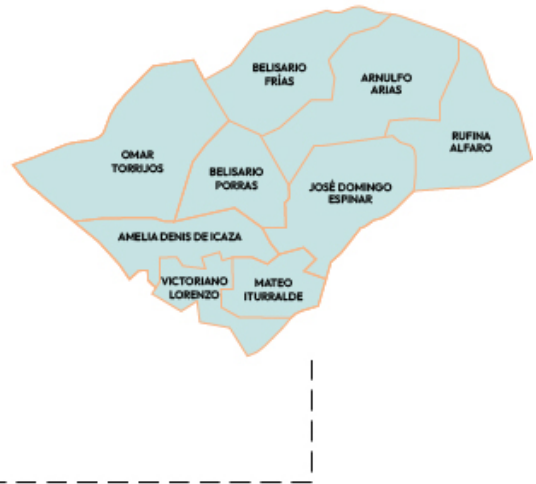 BELISARIO
FRÍAS
ARNULFO
ARIAS
RUFINA
ALFARO
OMAR
TORRIJOS
BELISARIO
PORRAS
JOSÉ DOMINGO
ESPINAR
AMELIA DENIS DE ICAZA
VICTORIANO
LORENZO
MATEO
ITURRALDE